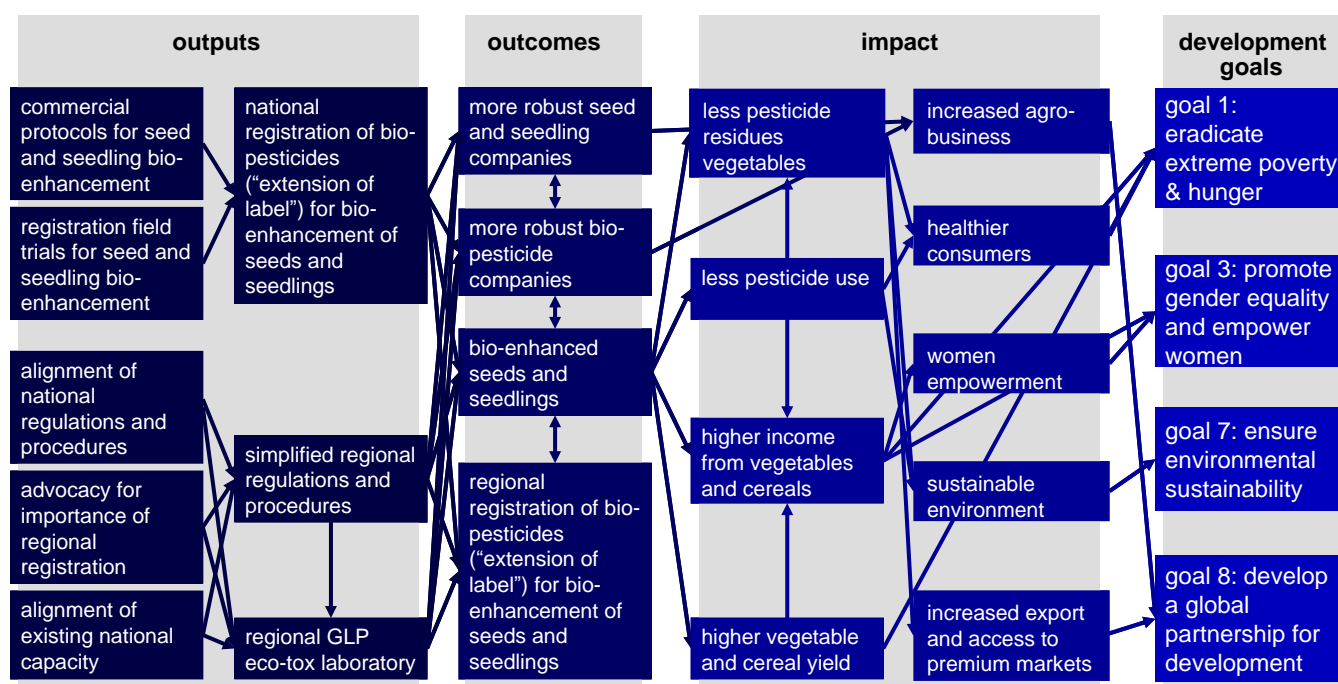 outputs
outcomes
impact
development
goals
commercial
protocols for seed
and seedling bio-
enhancement
registration field
trials for seed and
seedling bio-
enhancement
alignment of
national
regulations and
procedures
advocacy for
importance of
regional
registration
alignment of
existing national
capacity
national
registration of bio-
pesticides
(“extension of
label”) for bio-
enhancement of
seeds and
seedlings
simplified regional
regulations and
procedures
regional GLP
eco-tox laboratory
more robust seed
and seedling
companies
more robust bio-
pesticide
companies
bio-enhanced
seeds and
seedlings
regional
registration of bio-
pesticides
(“extension of
label”) for bio-
enhancement of
seeds and
seedlings
less pesticide
residues
vegetables
less pesticide use
higher income
from vegetables
and cereals
higher vegetable
and cereal yield
increased agro-
business
healthier
consumers
women
empowerment
sustainable
environment
increased export
and access to
premium markets
goal 1:
eradicate
extreme poverty
& hunger
goal 3: promote
gender equality
and empower
women
goal 7: ensure
environmental
sustainability
goal 8: develop
a global
partnership for
development